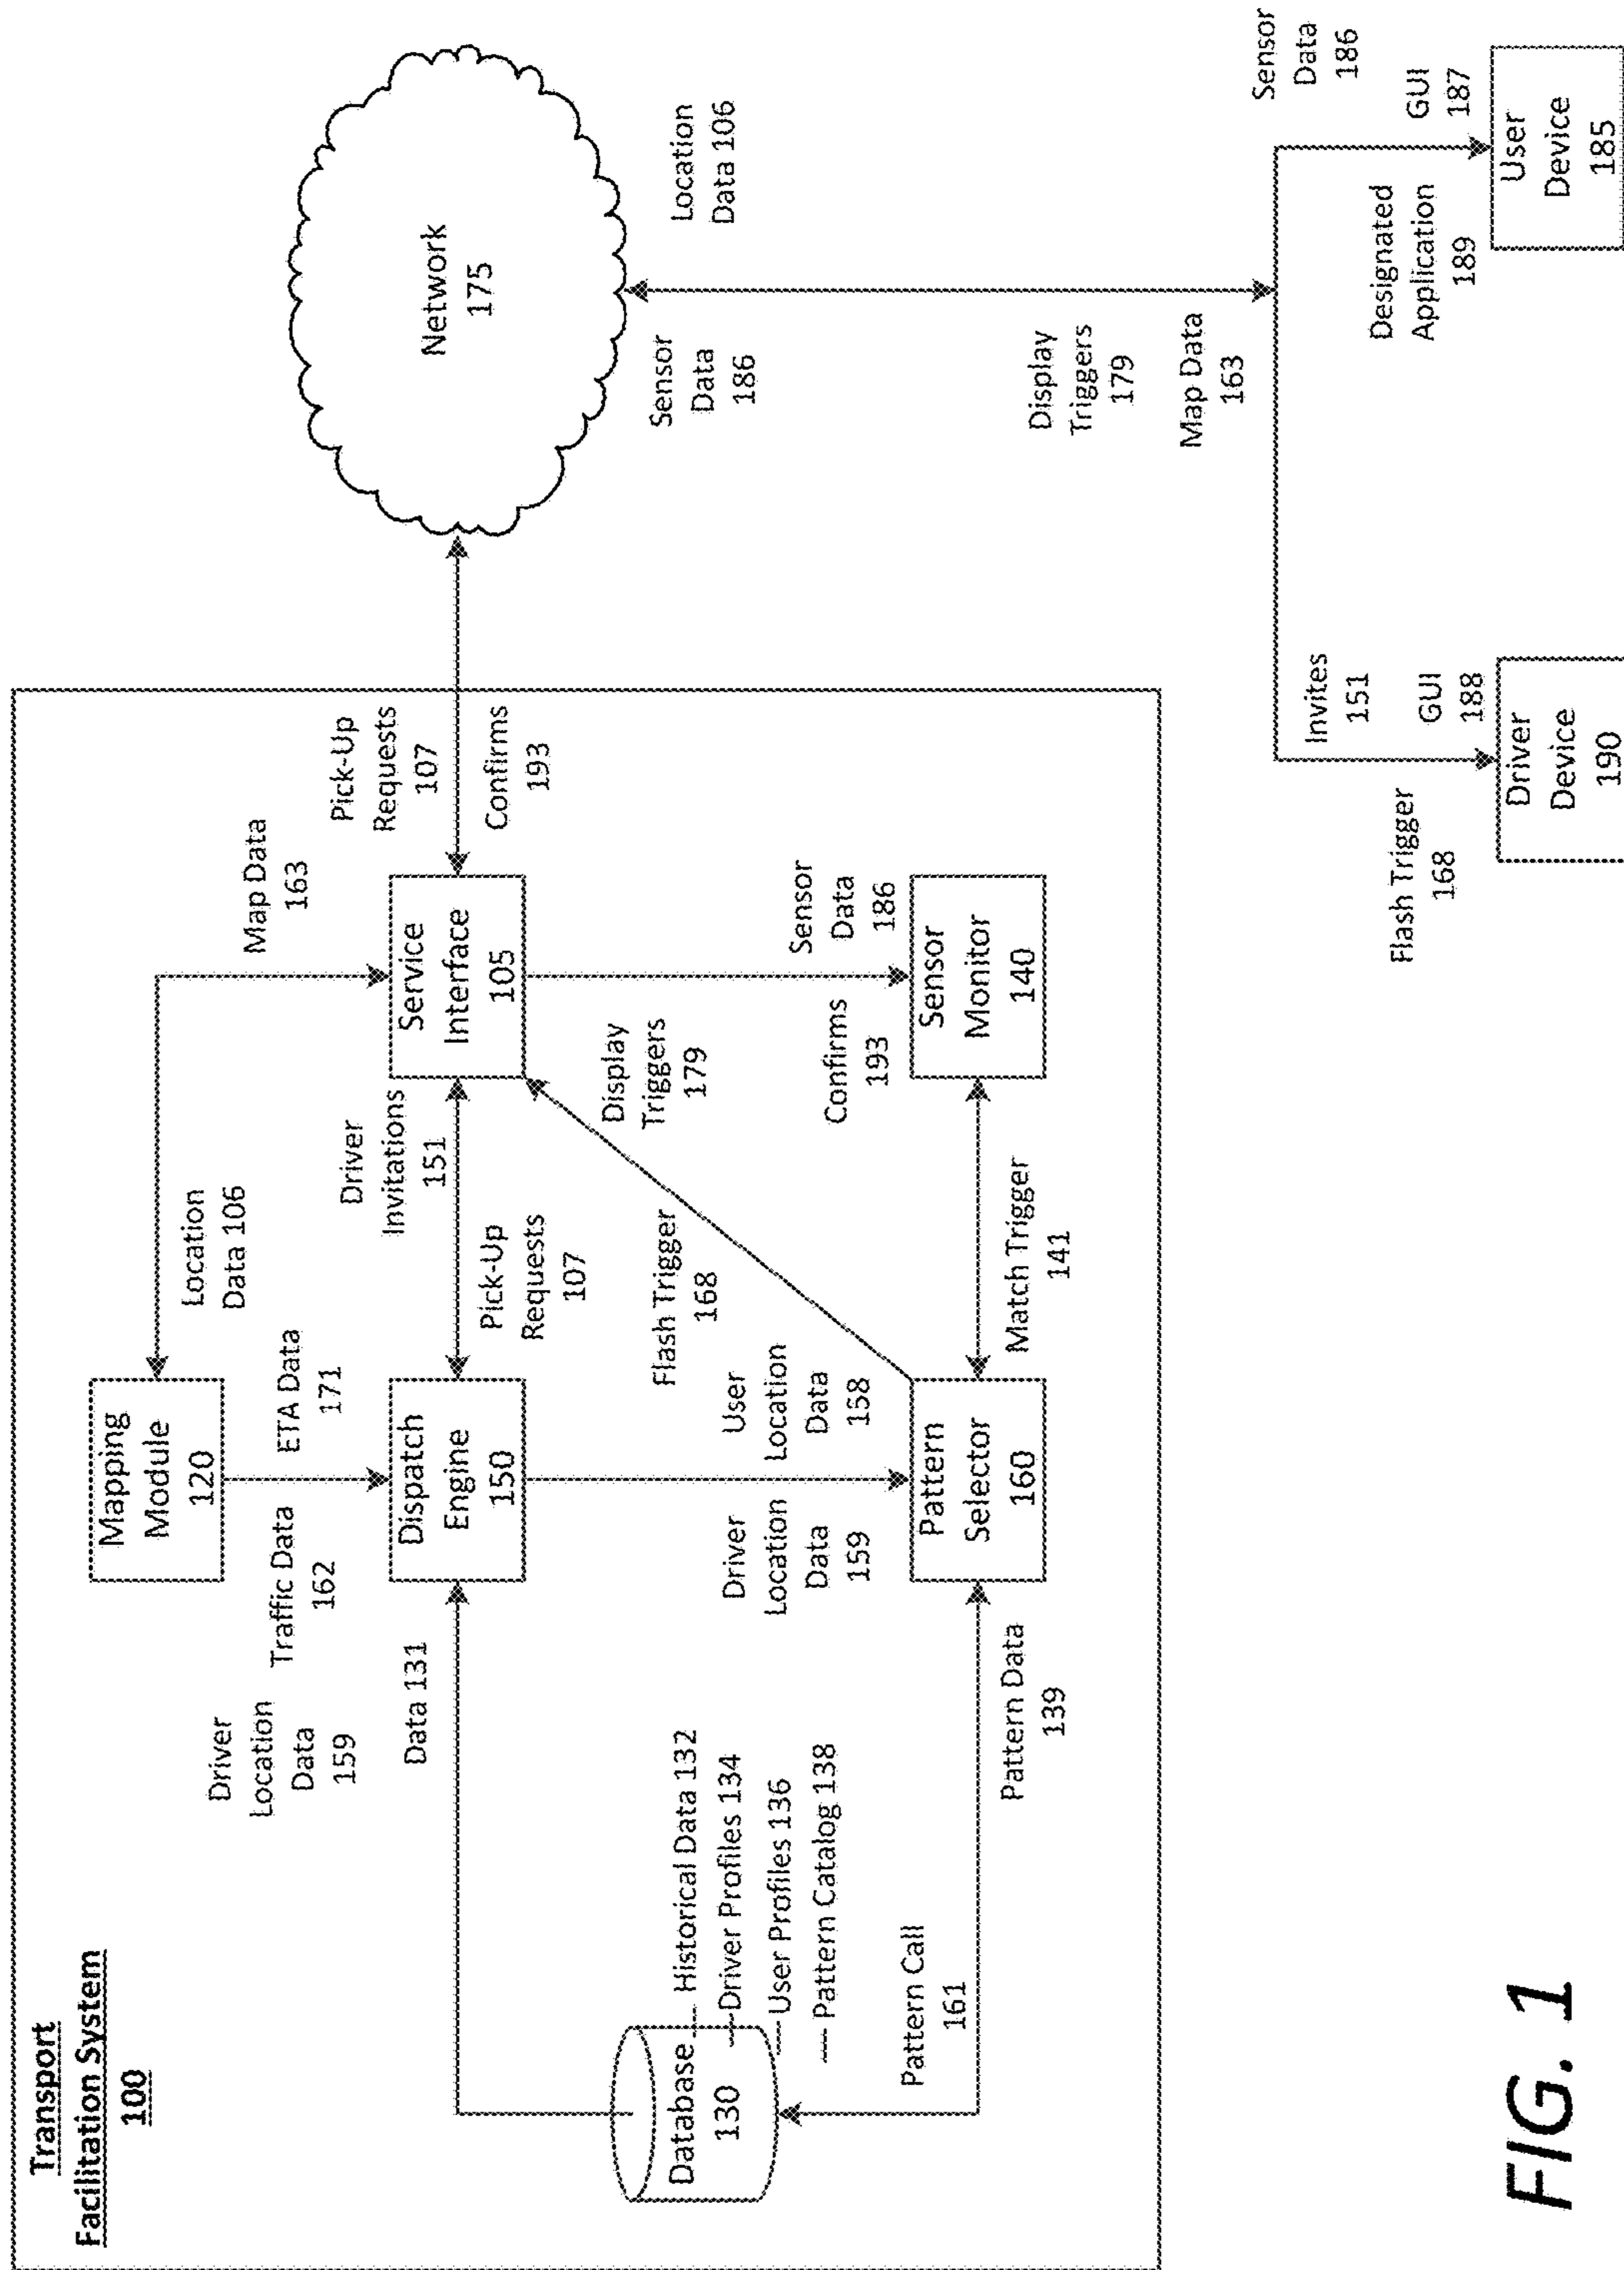 Transport
Facilitation System
100
Mapping
Module
120
Location
Data 106
Map Data
163
Driver
Location
Data
159
Traffic Data
162
ETA Data
171
Data 131
Dispatch
Engine
150
Driver
Invitations
151
Pick-Up
Requests
107
Service
Interface
105
Pick-Up
Requests
107
Confirms
193
Network
175
Database
130
Historical Data 132
Driver Profiles 134
User Profiles 136
Pattern Catalog 138
Driver
Location
Data
159
User
Location
Data
158
Flash Trigger
168
Display
Triggers
179
Confirms
193
Sensor
Data
186
Sensor
Data
186
Location
Data 106
Pattern Call
161
Pattern Data
139
Pattern
Selector
160
Match Trigger
141
Sensor
Monitor
140
Display
Triggers
179
Map Data
163
Flash Trigger
168
Invites
151
GUI
188
Driver
Device
190
Designated
Application
189
Sensor
Data
186
GUI
187
User
Device
185
FIG. 1